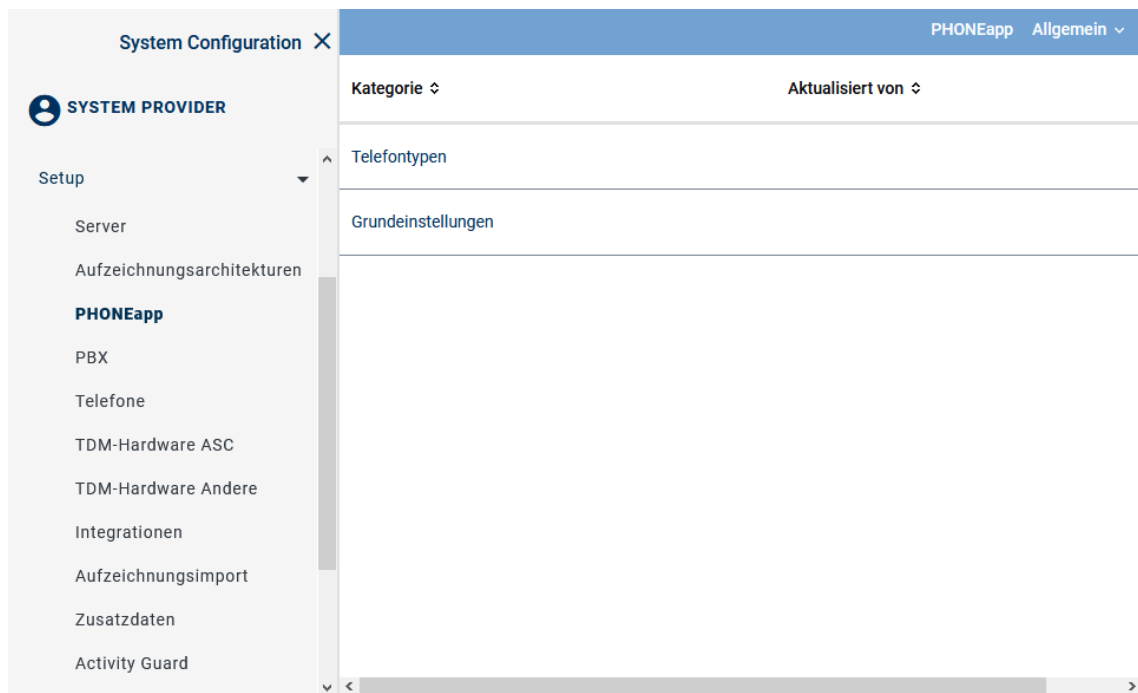 System Configuration
SYSTEM PROVIDER
Setup
Server
Aufzeichnungsarchitekturen
PHONEapp
PBX
Telefone
TDM-Hardware ASC
TDM-Hardware Andere
Integrationen
Aufzeichnungsimport
Zusatzdaten
Activity Guard
PHONEapp Allgemein
Kategorie Aktualisiert von
Telefontypen
Grundeinstellungen